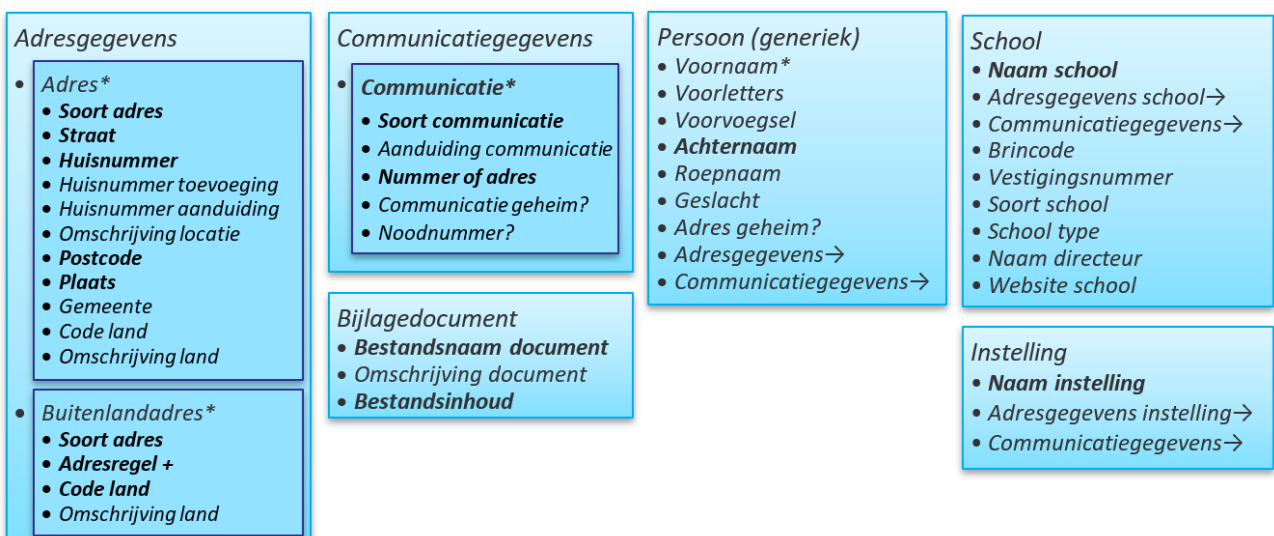 Adresgegevens
• Adres*
• Soort adres
• Straat
• Huisnummer
• Huisnummer toevoeging
• Huisnummer aanduiding
• Omschrijving locatie
• Postcode
• Plaats
• Gemeente
• Code land
• Omschrijving land
• Buitenlandadres*
• Soort adres
• Adresregel +
• Code land
• Omschrijving land
Communicatiegegevens
• Communicatie*
• Soort communicatie
• Aanduiding communicatie
• Nummer of adres
• Communicatie geheim?
• Noodnummer?
Bijlagedocument
• Bestandsnaam document
• Omschrijving document
• Bestandsinhoud
Persoon (generiek)
• Voornaam*
• Voorletters
• Voorvoegsel
• Achternaam
• Roepnaam
• Geslacht
• Adres geheim?
• Adresgegevens→
• Communicatiegegevens→
School
• Naam school
• Adresgegevens school→
• Communicatiegegevens→
• Brincode
• Vestigingsnummer
• Soort school
• School type
• Naam directeur
• Website school
Instelling
• Naam instelling
• Adresgegevens instelling→
• Communicatiegegevens→